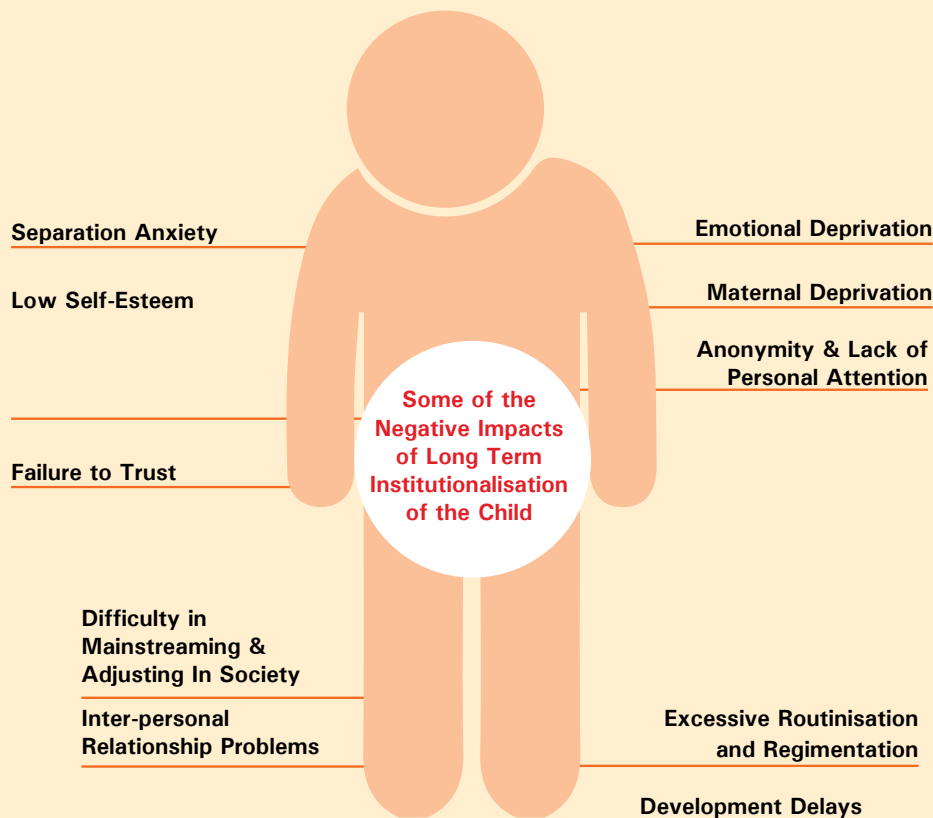 Separation Anxiety
Low Self-Esteem
Failure to Trust
Difficulty in
Mainstreaming &
Adjusting In Society
Inter-personal
Relationship Problems
Some of the
Negative Impacts
of Long Term
Institutionalisation
of the Child
Emotional Deprivation
Maternal Deprivation
Anonymity & Lack of
Personal Attention
Excessive Routinisation
and Regimentation
Development Delays